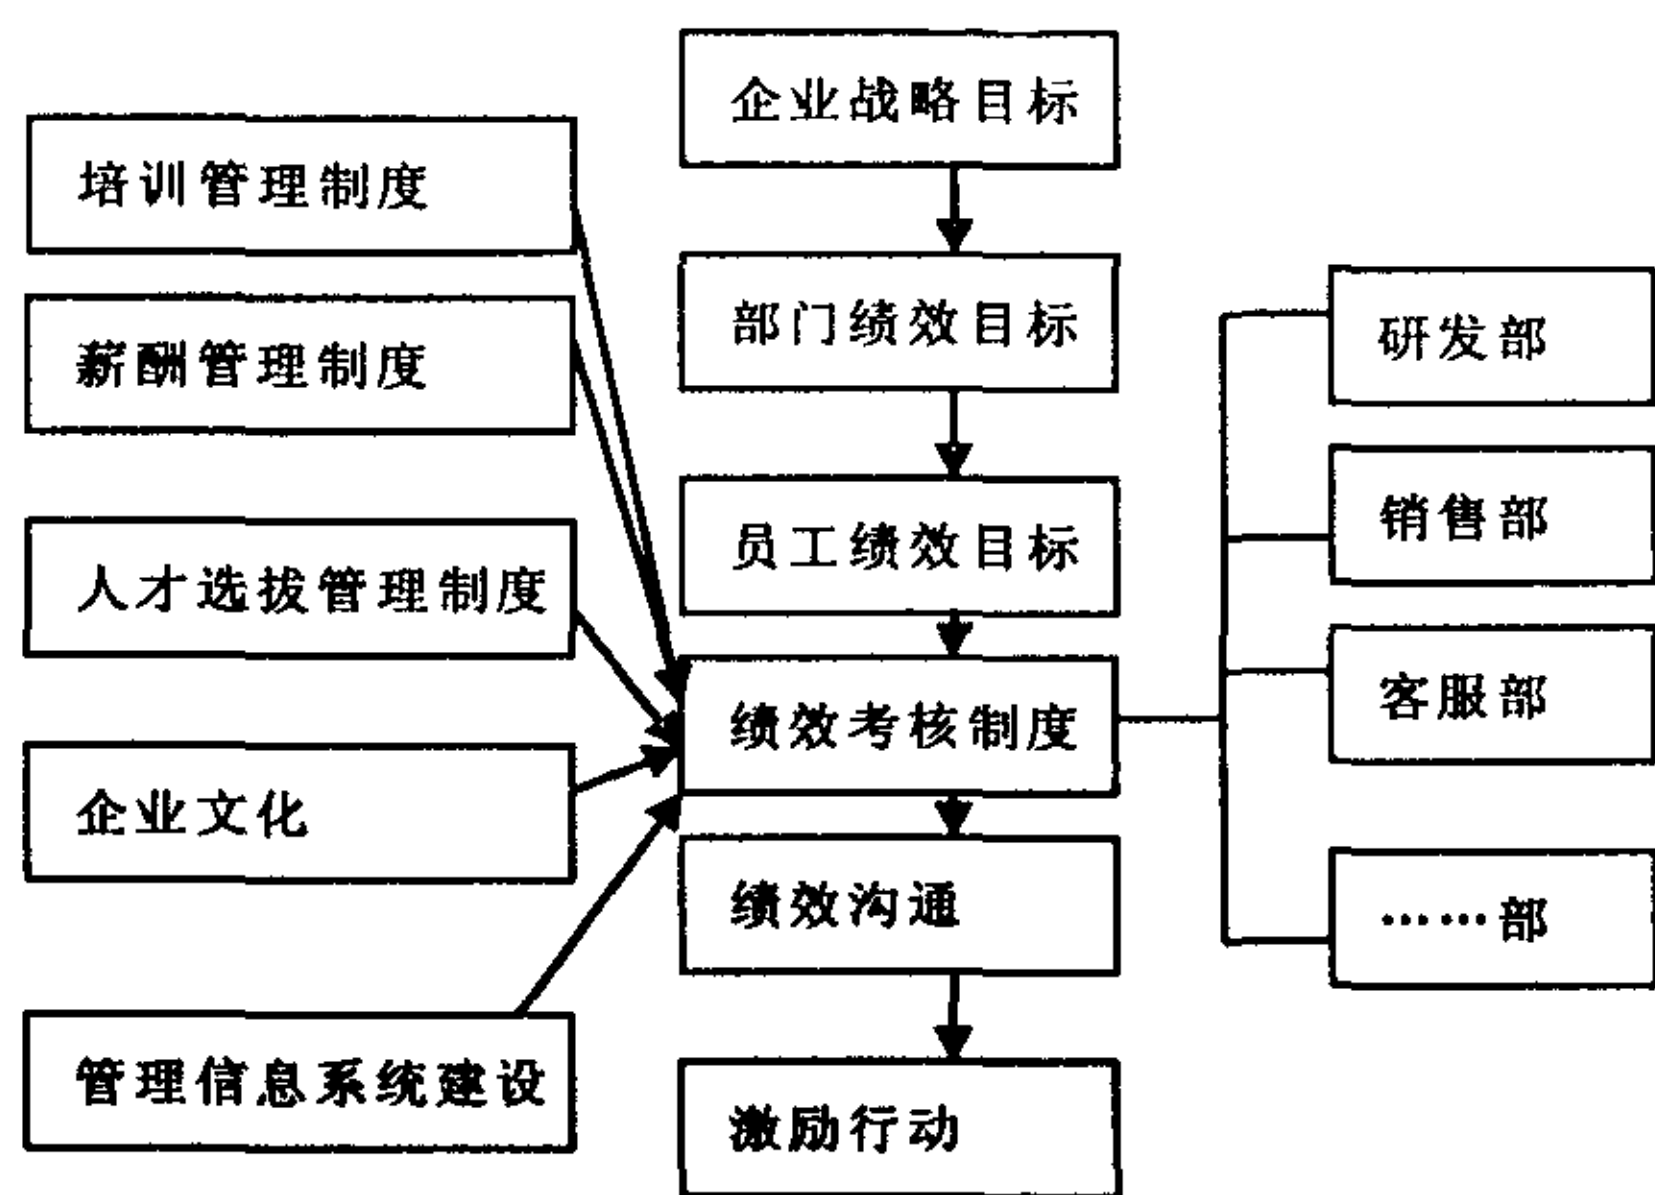 企业战略目标
培训管理制度
部门绩效目标
研发部
薪酬管理制度
销售部
员工绩效目标
人才选拔管理制度
客服部
绩效考核制度
企业文化
绩效沟通
……部
管理信息系统建设
激励行动